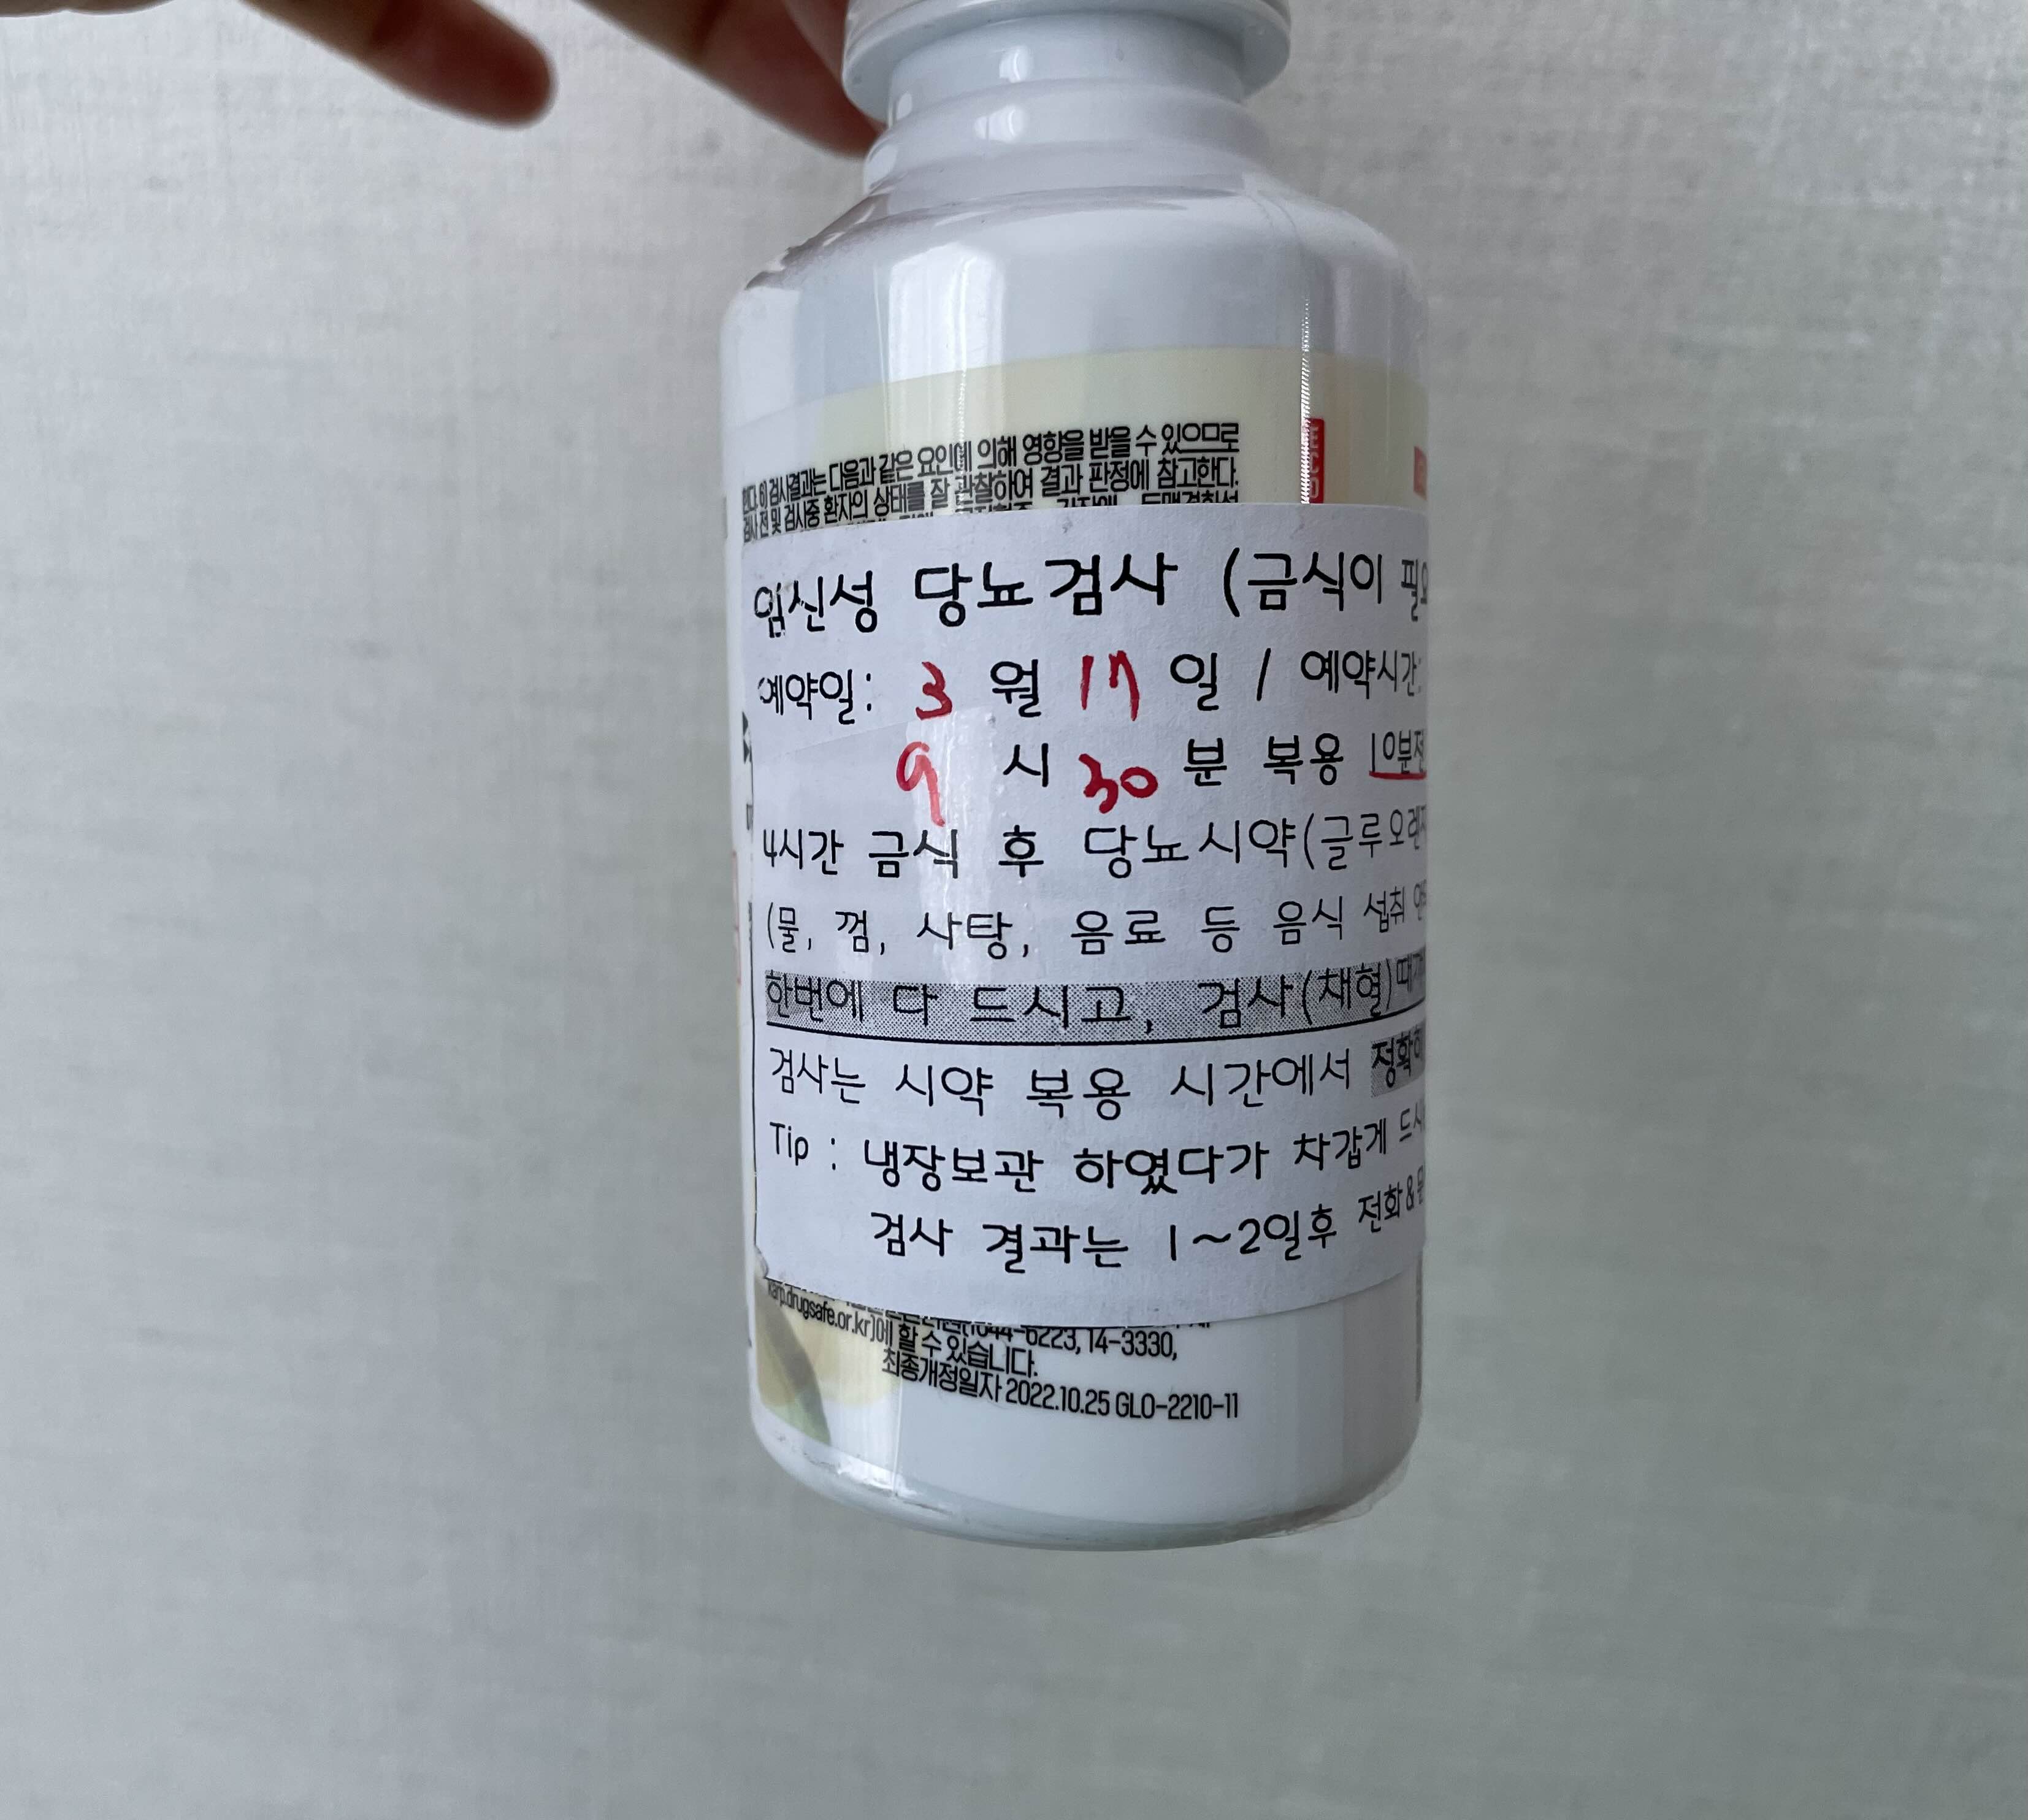 6) 검사결과는 다음과 같은 요인에 의해 영향을 받을 수 있으므로
검사 전 및 검사중 환자의 상태를 잘 관찰하여 결과 판정에 참고한다.
임신성 당뇨검사 (금식이
예약일: 3 월 17 일 / 예약시간:
9 시 30 분 복용 10분전
4시간 금식 후 당뇨시약(글루오렌지
(물, 껌, 사탕, 음료 등 음식 섭취
한번에 다 드시고, 검사(채혈)
검사는 시약 복용 시간에서
Tip : 냉장보관 하였다가 차갑게
검사 결과는 1~2일후 전화&
karp.drugsafe.or.kr)에 할 수 있습니다.
최종개정일자 2022.10.25 GLO-2210-11